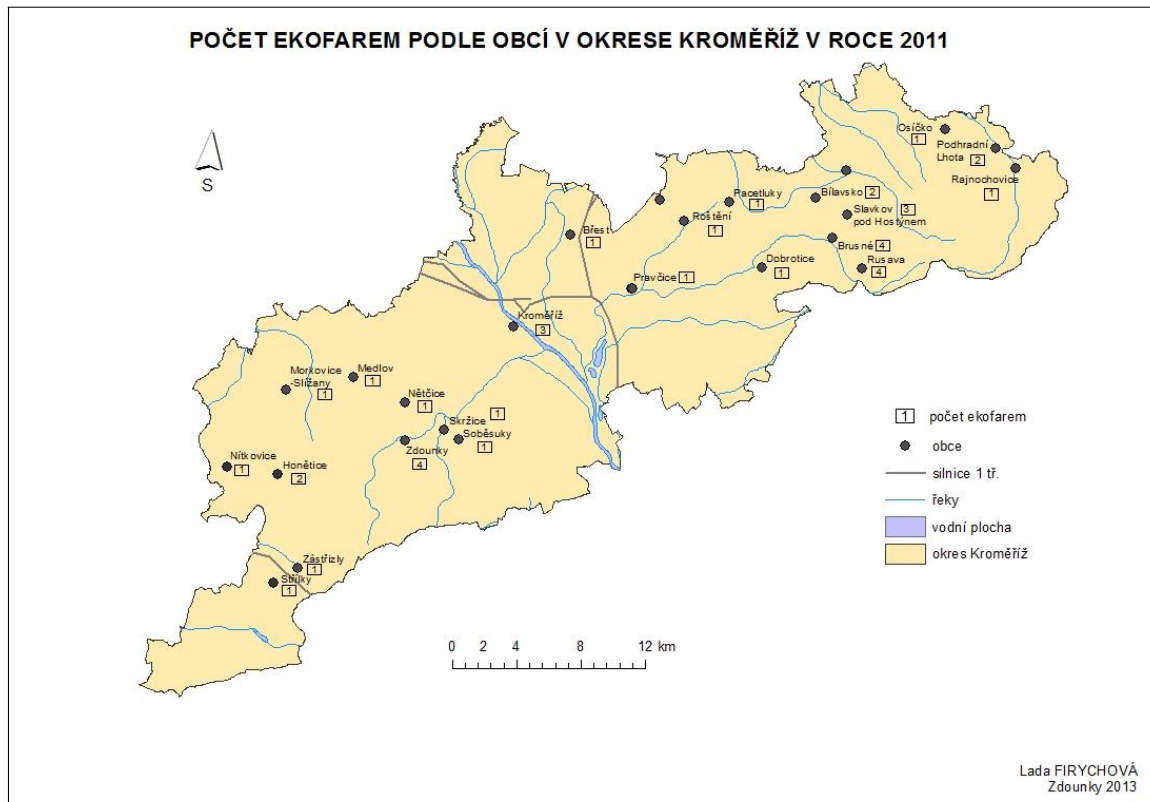 POČET EKOFAREM PODLE OBCÍ V OKRESE KROMĚŘÍŽ V ROCE 2011
S
Osíčko
1
Podhradní
Lhota 2
Rajnochovice
1
Pacetluky
1
Bílavsko 2
Slavkov 3
pod Hostýnem
Roštění
1
Břest
1
Brusné 4
Rusava
4
Dobrotice
1
Pravčice 1
Kroměříž
3
Morkovice
-Slížany 1
Medlov
1
Nětčice
1
Skržice 1
Soběsuky
1
Zdounky
4
Nítkovice
1
Honětice
2
Zástřizly
1
Střílky
1
1 počet ekofarem
obce
silnice 1 tř.
řeky
vodní plocha
okres Kroměříž
0 2 4 8 12 km
Lada FIRYCHOVÁ
Zdounky 2013